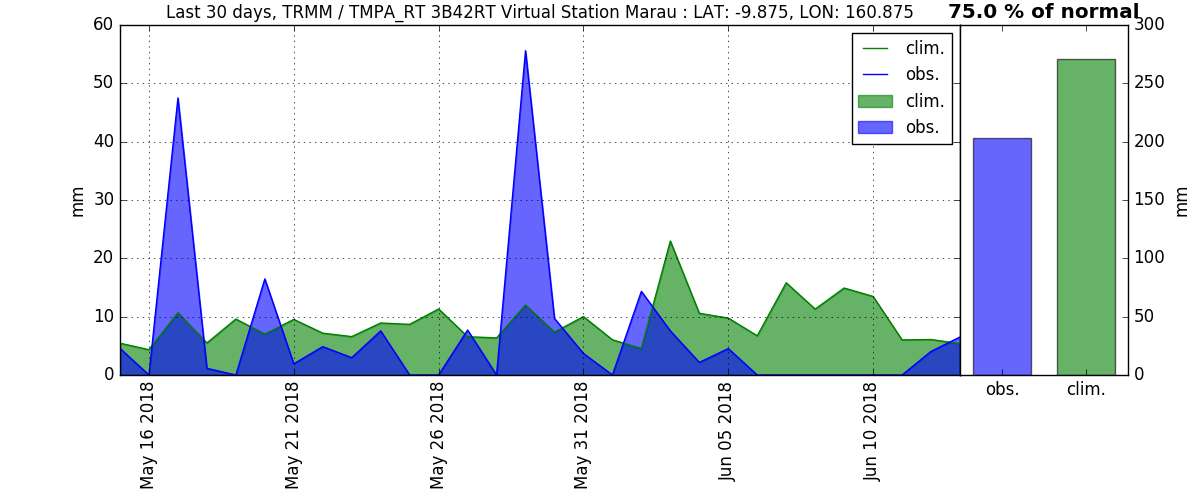 Last 30 days, TRMM / TMPA_RT 3B42RT Virtual Station Marau : LAT: -9.875, LON: 160.875
75.0 % of normal
60
50
40
30
20
10
0
mm
clim.
obs.
clim.
obs.
300
250
200
150
100
50
0
mm
May 16 2018
May 21 2018
May 26 2018
May 31 2018
Jun 05 2018
Jun 10 2018
obs.
clim.